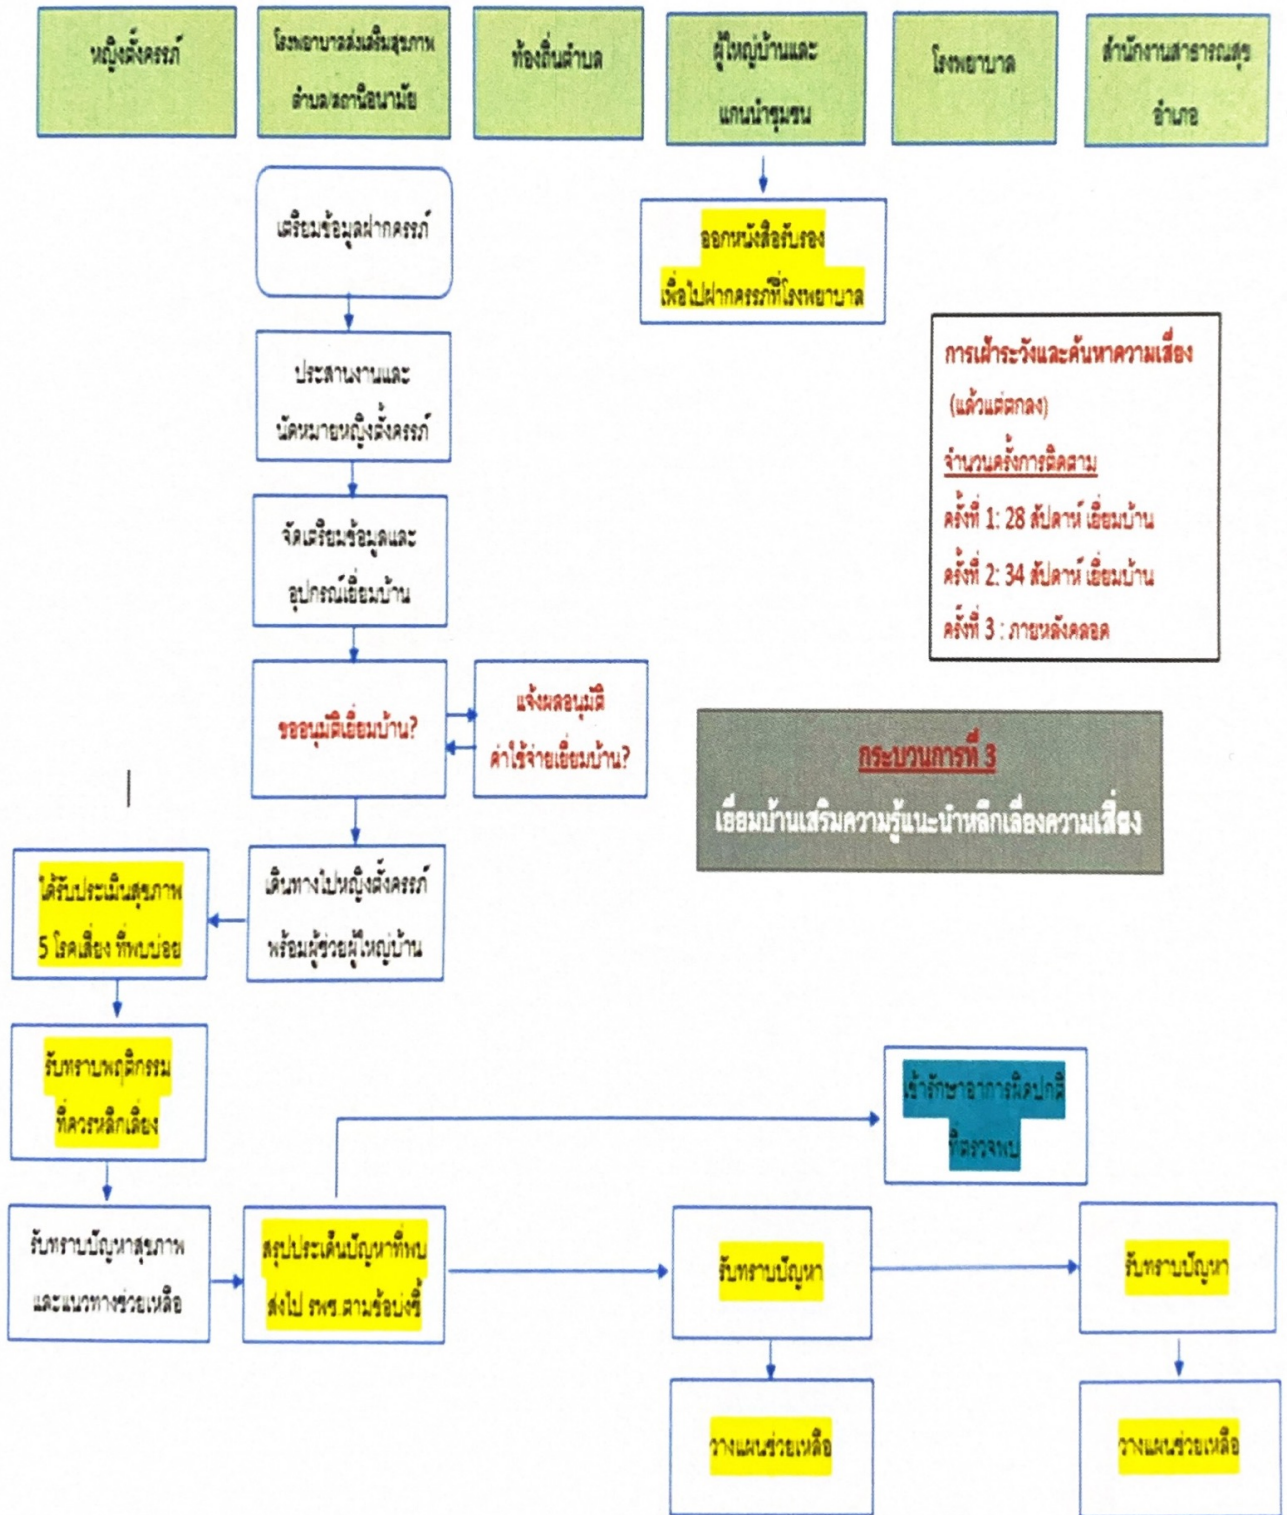 หญิงตั้งครรภ์
โรงพยาบาลส่งเสริมสุขภาพ
ตำบล/สถานีอนามัย
ท้องถิ่นตำบล
ผู้ใหญ่บ้านและ
แกนนำชุมชน
โรงพยาบาล
สำนักงานสาธารณสุข
อำเภอ
เตรียมข้อมูลฝากครรภ์
ออกหนังสือรับรอง
เพื่อไปฝากครรภ์ที่โรงพยาบาล
ประสานงานและ
นัดหมายหญิงตั้งครรภ์
การเฝ้าระวังและค้นหาความเสี่ยง
(แล้วแต่ตกลง)
จำนวนครั้งการติดตาม
ครั้งที่ 1: 28 สัปดาห์ เยี่ยมบ้าน
ครั้งที่ 2: 34 สัปดาห์ เยี่ยมบ้าน
ครั้งที่ 3 : ภายหลังคลอด
จัดเตรียมข้อมูลและ
อุปกรณ์เยี่ยมบ้าน
ขออนุมัติเยี่ยมบ้าน?
แจ้งผลอนุมัติ
ค่าใช้จ่ายเยี่ยมบ้าน?
กระบวนการที่ 3
เยี่ยมบ้านเสริมความรู้แนะนำหลีกเลี่ยงความเสี่ยง
ได้รับประเมินสุขภาพ
5 โรคเสี่ยง ที่พบบ่อย
เดินทางไปหญิงตั้งครรภ์
พร้อมผู้ช่วยผู้ใหญ่บ้าน
รับทราบพฤติกรรม
ที่ควรหลีกเลี่ยง
เข้ารักษาอาการผิดปกติ
ที่ตรวจพบ
รับทราบปัญหาสุขภาพ
และแนวทางช่วยเหลือ
สรุปประเด็นปัญหาที่พบ
ส่งไป รพช.ตามข้อบ่งชี้
รับทราบปัญหา
รับทราบปัญหา
วางแผนช่วยเหลือ
วางแผนช่วยเหลือ